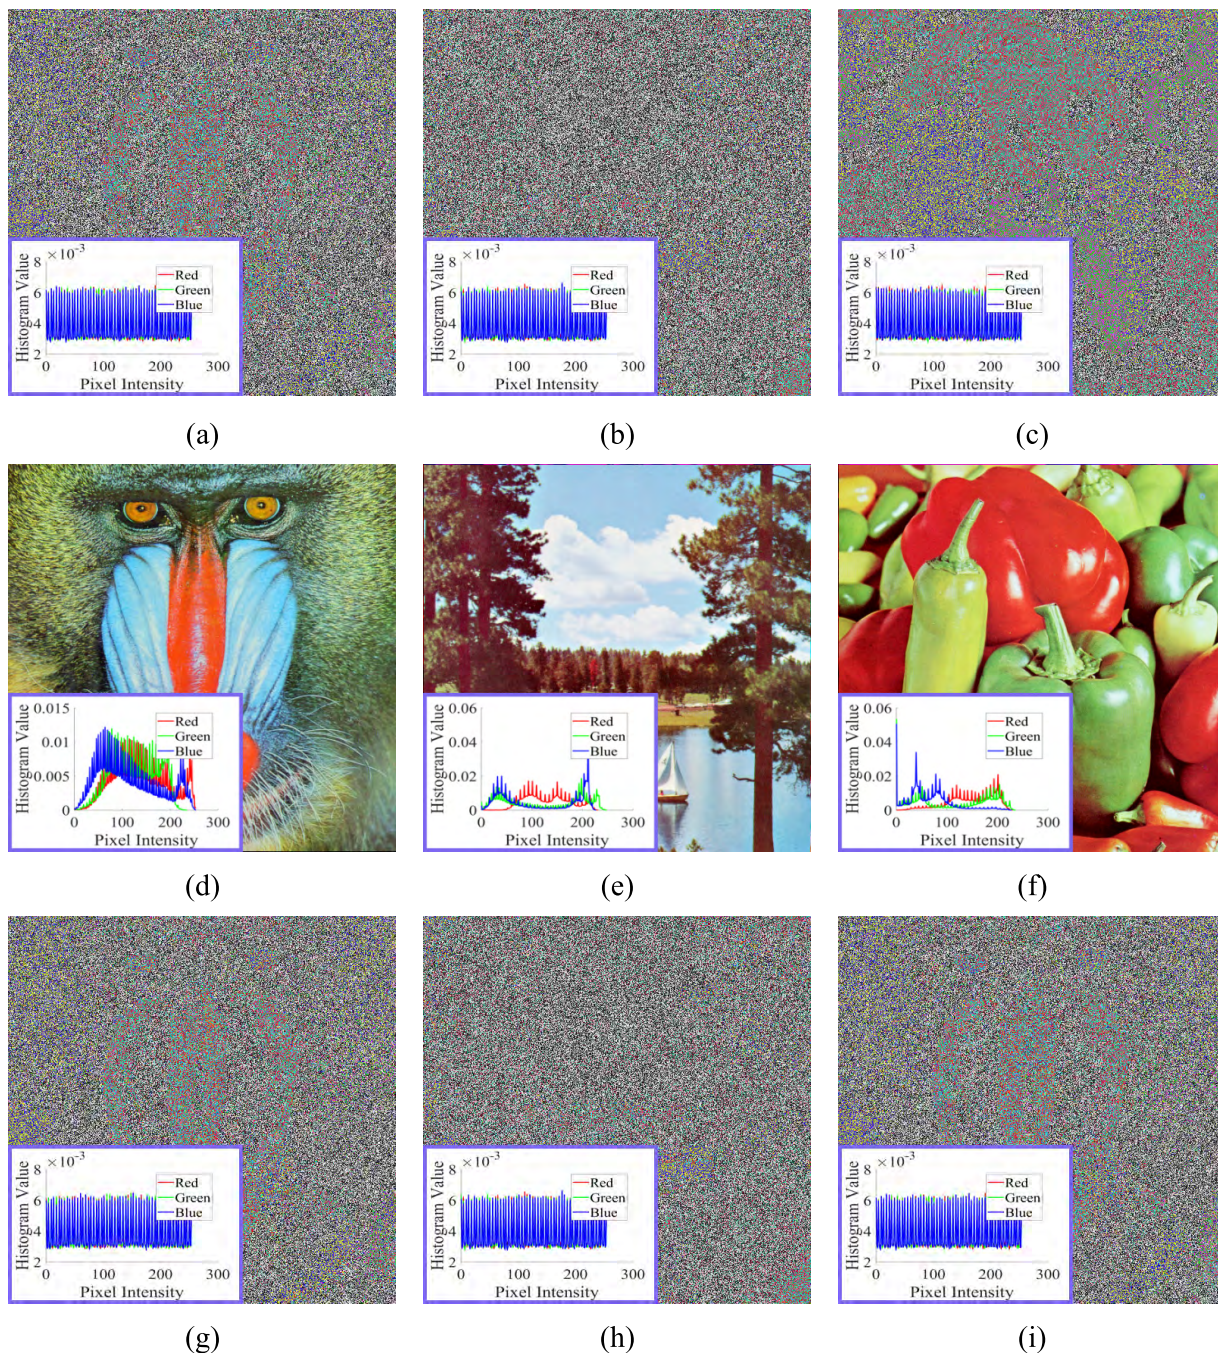 ×10⁻³
8
6
4
2
Histogram Value
Red
Green
Blue
0 100 200 300
Pixel Intensity
(a)
×10⁻³
8
6
4
2
Histogram Value
Red
Green
Blue
0 100 200 300
Pixel Intensity
(b)
×10⁻³
8
6
4
2
Histogram Value
Red
Green
Blue
0 100 200 300
Pixel Intensity
(c)
0.015
0.01
0.005
0
Histogram Value
Red
Green
Blue
0 100 200 300
Pixel Intensity
(d)
0.06
0.04
0.02
0
Histogram Value
Red
Green
Blue
0 100 200 300
Pixel Intensity
(e)
0.06
0.04
0.02
0
Histogram Value
Red
Green
Blue
0 100 200 300
Pixel Intensity
(f)
×10⁻³
8
6
4
2
Histogram Value
Red
Green
Blue
0 100 200 300
Pixel Intensity
(g)
×10⁻³
8
6
4
2
Histogram Value
Red
Green
Blue
0 100 200 300
Pixel Intensity
(h)
×10⁻³
8
6
4
2
Histogram Value
Red
Green
Blue
0 100 200 300
Pixel Intensity
(i)